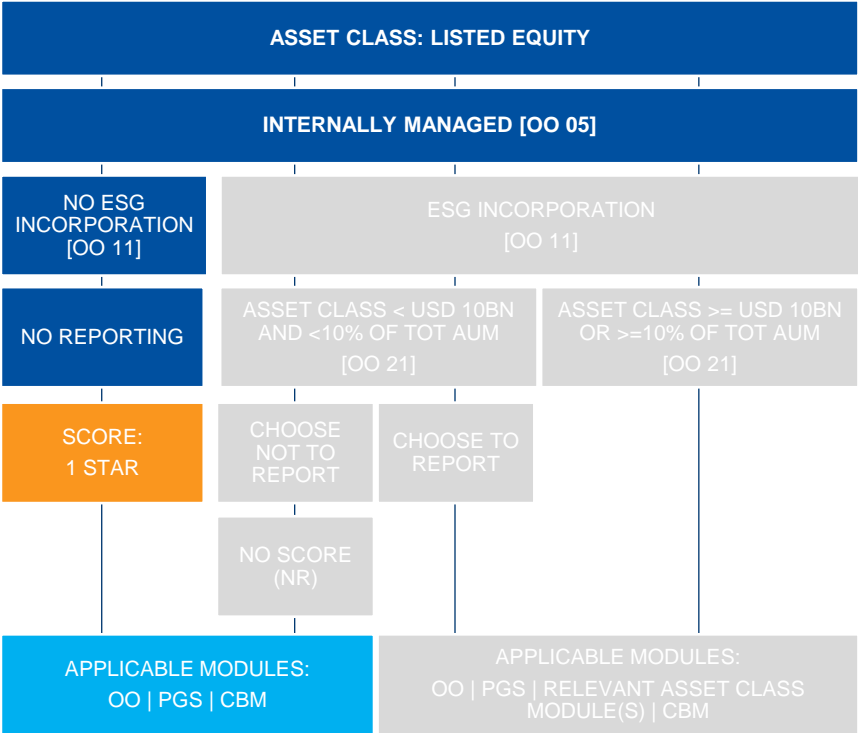 ASSET CLASS: LISTED EQUITY
INTERNALLY MANAGED [OO 05]
NO ESG
INCORPORATION
[OO 11]
ESG INCORPORATION
[OO 11]
NO REPORTING
ASSET CLASS < USD 10BN
AND <10% OF TOT AUM
[OO 21]
ASSET CLASS >= USD 10BN
OR >=10% OF TOT AUM
[OO 21]
SCORE:
1 STAR
CHOOSE
NOT TO
REPORT
CHOOSE TO
REPORT
NO SCORE
(NR)
APPLICABLE MODULES:
OO | PGS | CBM
APPLICABLE MODULES:
OO | PGS | RELEVANT ASSET CLASS
MODULE(S) | CBM